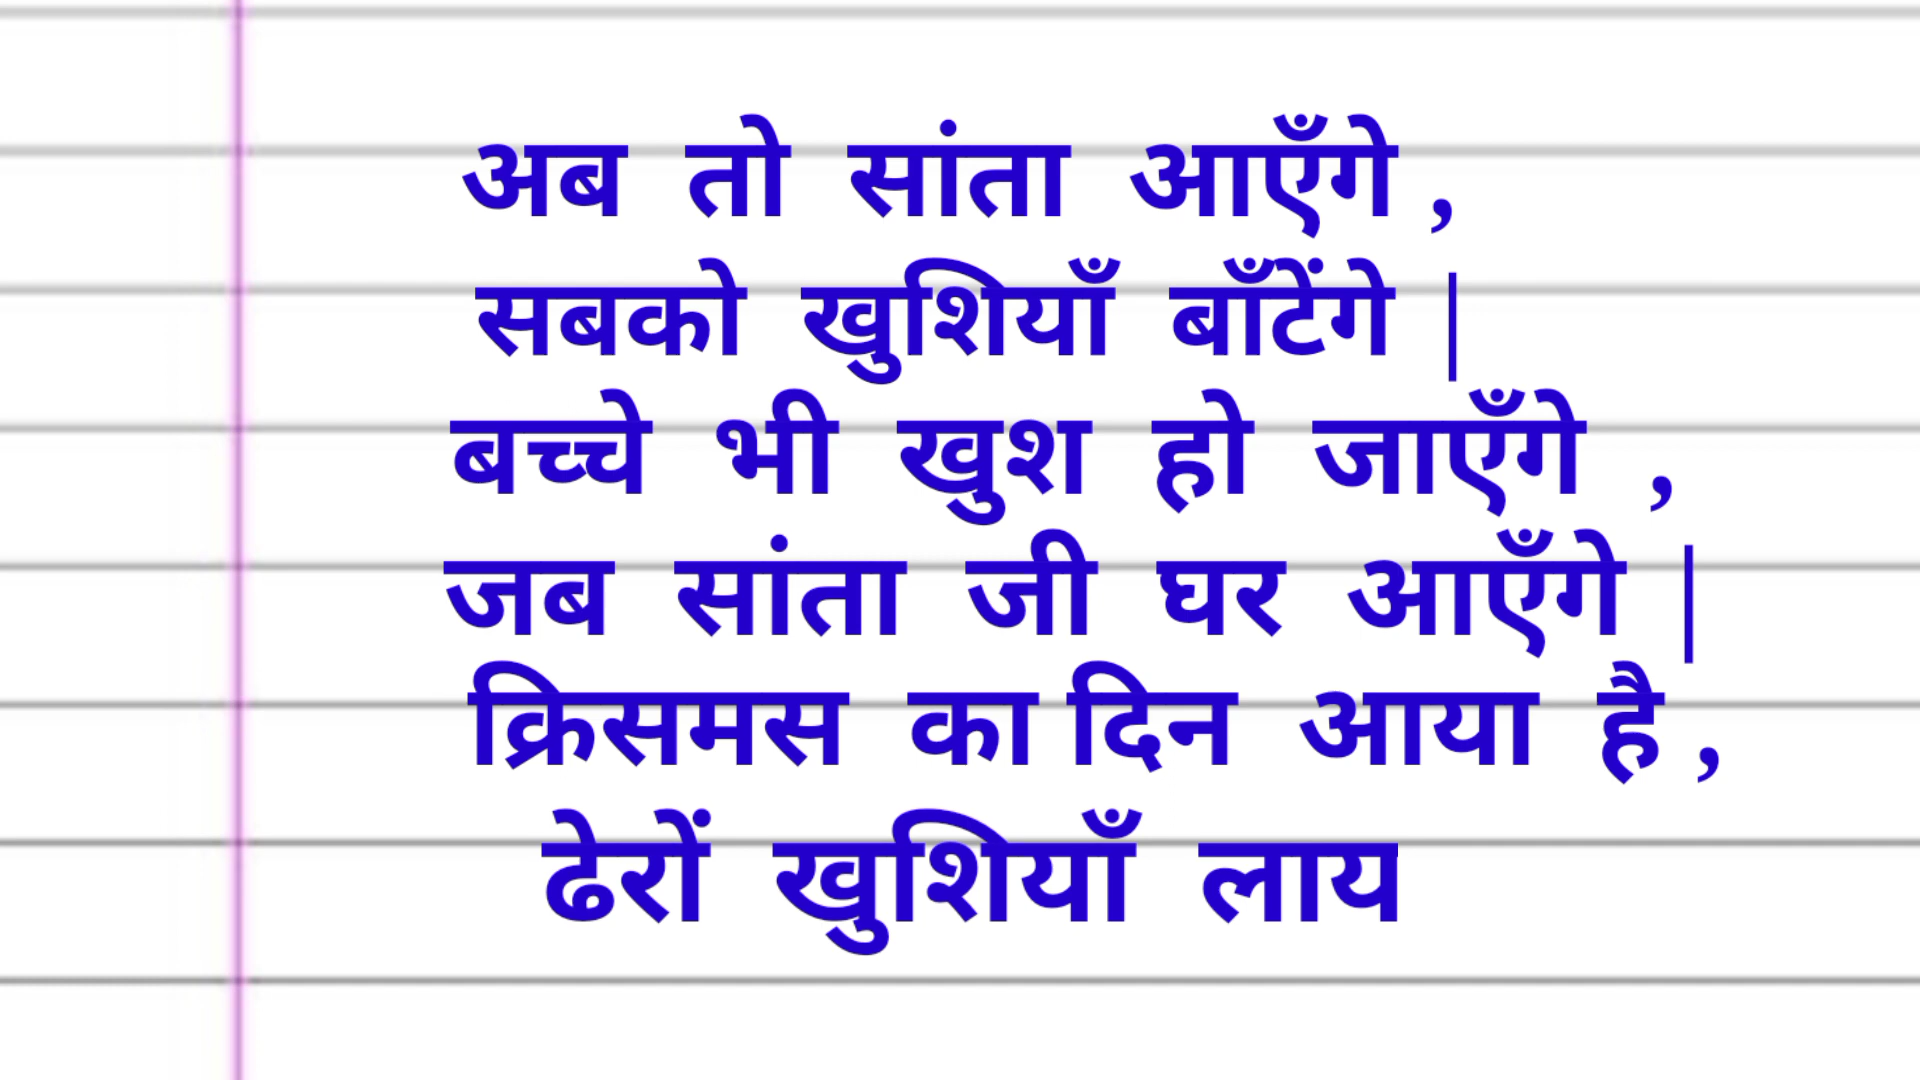 अब तो सांता आएँगे ,
सबको खुशियाँ बाँटेंगे |
बच्चे भी खुश हो जाएँगे ,
जब सांता जी घर आएँगे |
क्रिसमस का दिन आया है ,
ढेरों खुशियाँ लाय